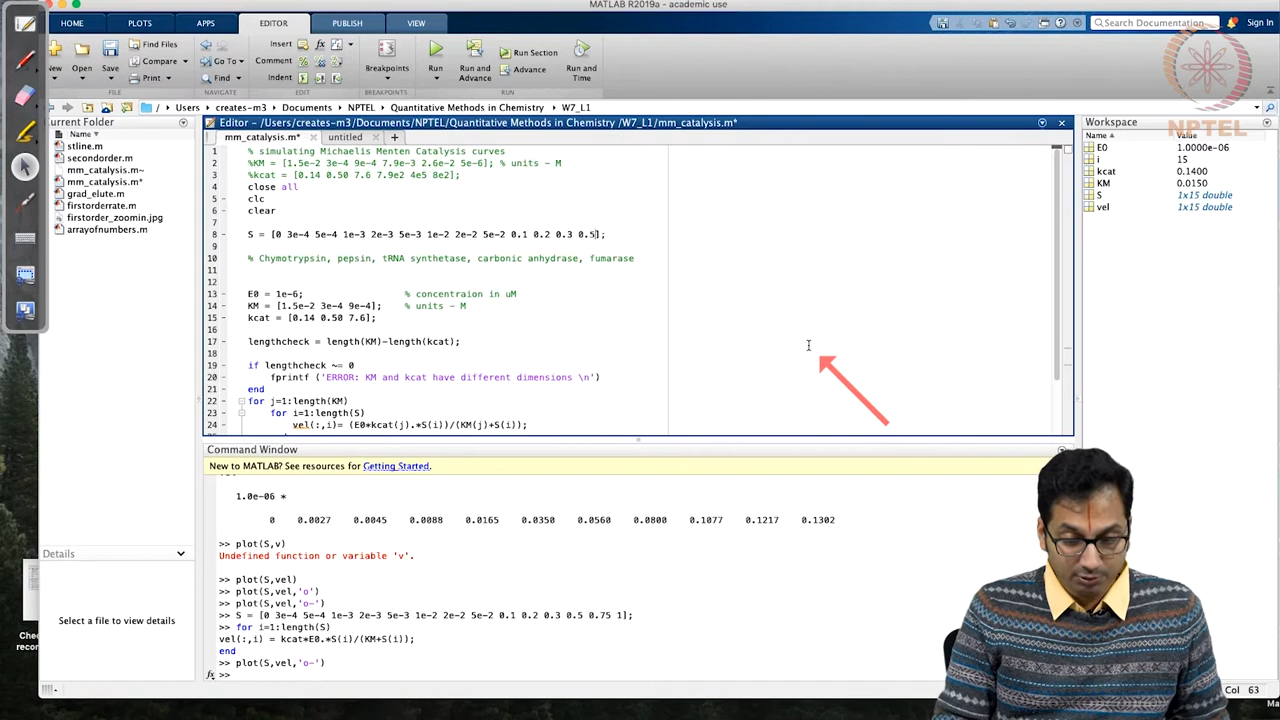 MATLAB R2019a - academic use
HOME PLOTS APPS EDITOR PUBLISH VIEW
Search Documentation Sign In
New Open Save Find Files Compare Print
Go To Find
Insert Comment Indent
Breakpoints
Run Run and Advance Run Section Advance Run and Time
FILE NAVIGATE EDIT BREAKPOINTS RUN
/ Users creates-m3 Documents NPTEL Quantitative Methods in Chemistry W7_L1
NPTEL
Current Folder
Name
stline.m
secondorder.m
mm_catalysis.m~
mm_catalysis.m*
grad_elute.m
firstorderrate.m
firstorder_zoomin.jpg
arrayofnumbers.m
Details
Select a file to view details
Editor - /Users/creates-m3/Documents/NPTEL/Quantitative Methods in Chemistry /W7_L1/mm_catalysis.m*
mm_catalysis.m* untitled
1 % simulating Michaelis Menten Catalysis curves
2 %KM = [1.5e-2 3e-4 9e-4 7.9e-3 2.6e-2 5e-6]; % units - M
3 %kcat = [0.14 0.50 7.6 7.9e2 4e5 8e2];
4 close all
5 clc
6 clear
7
8 S = [0 3e-4 5e-4 1e-3 2e-3 5e-3 1e-2 2e-2 5e-2 0.1 0.2 0.3 0.5];
9
10 % Chymotrypsin, pepsin, tRNA synthetase, carbonic anhydrase, fumarase
11
12
13 E0 = 1e-6; % concentraion in uM
14 KM = [1.5e-2 3e-4 9e-4]; % units - M
15 kcat = [0.14 0.50 7.6];
16
17 lengthcheck = length(KM)-length(kcat);
18
19 if lengthcheck ~= 0
20 fprintf ('ERROR: KM and kcat have different dimensions \n')
21 end
22 for j=1:length(KM)
23 for i=1:length(S)
24 vel(:,i)= (E0*kcat(j).*S(i))/(KM(j)+S(i));
Command Window
New to MATLAB? See resources for Getting Started.
1.0e-06 *
0 0.0027 0.0045 0.0088 0.0165 0.0350 0.0560 0.0800 0.1077 0.1217 0.1302
>> plot(S,v)
Undefined function or variable 'v'.
>> plot(S,vel)
>> plot(S,vel,'o')
>> plot(S,vel,'o-')
>> S = [0 3e-4 5e-4 1e-3 2e-3 5e-3 1e-2 2e-2 5e-2 0.1 0.2 0.3 0.5 0.75 1];
>> for i=1:length(S)
vel(:,i) = kcat*E0.*S(i)/(KM+S(i));
end
>> plot(S,vel,'o-')
fx >>
Workspace
Name Value
E0 1.0000e-06
i 15
kcat 0.1400
KM 0.0150
S 1x15 double
vel 1x15 double
Col 63